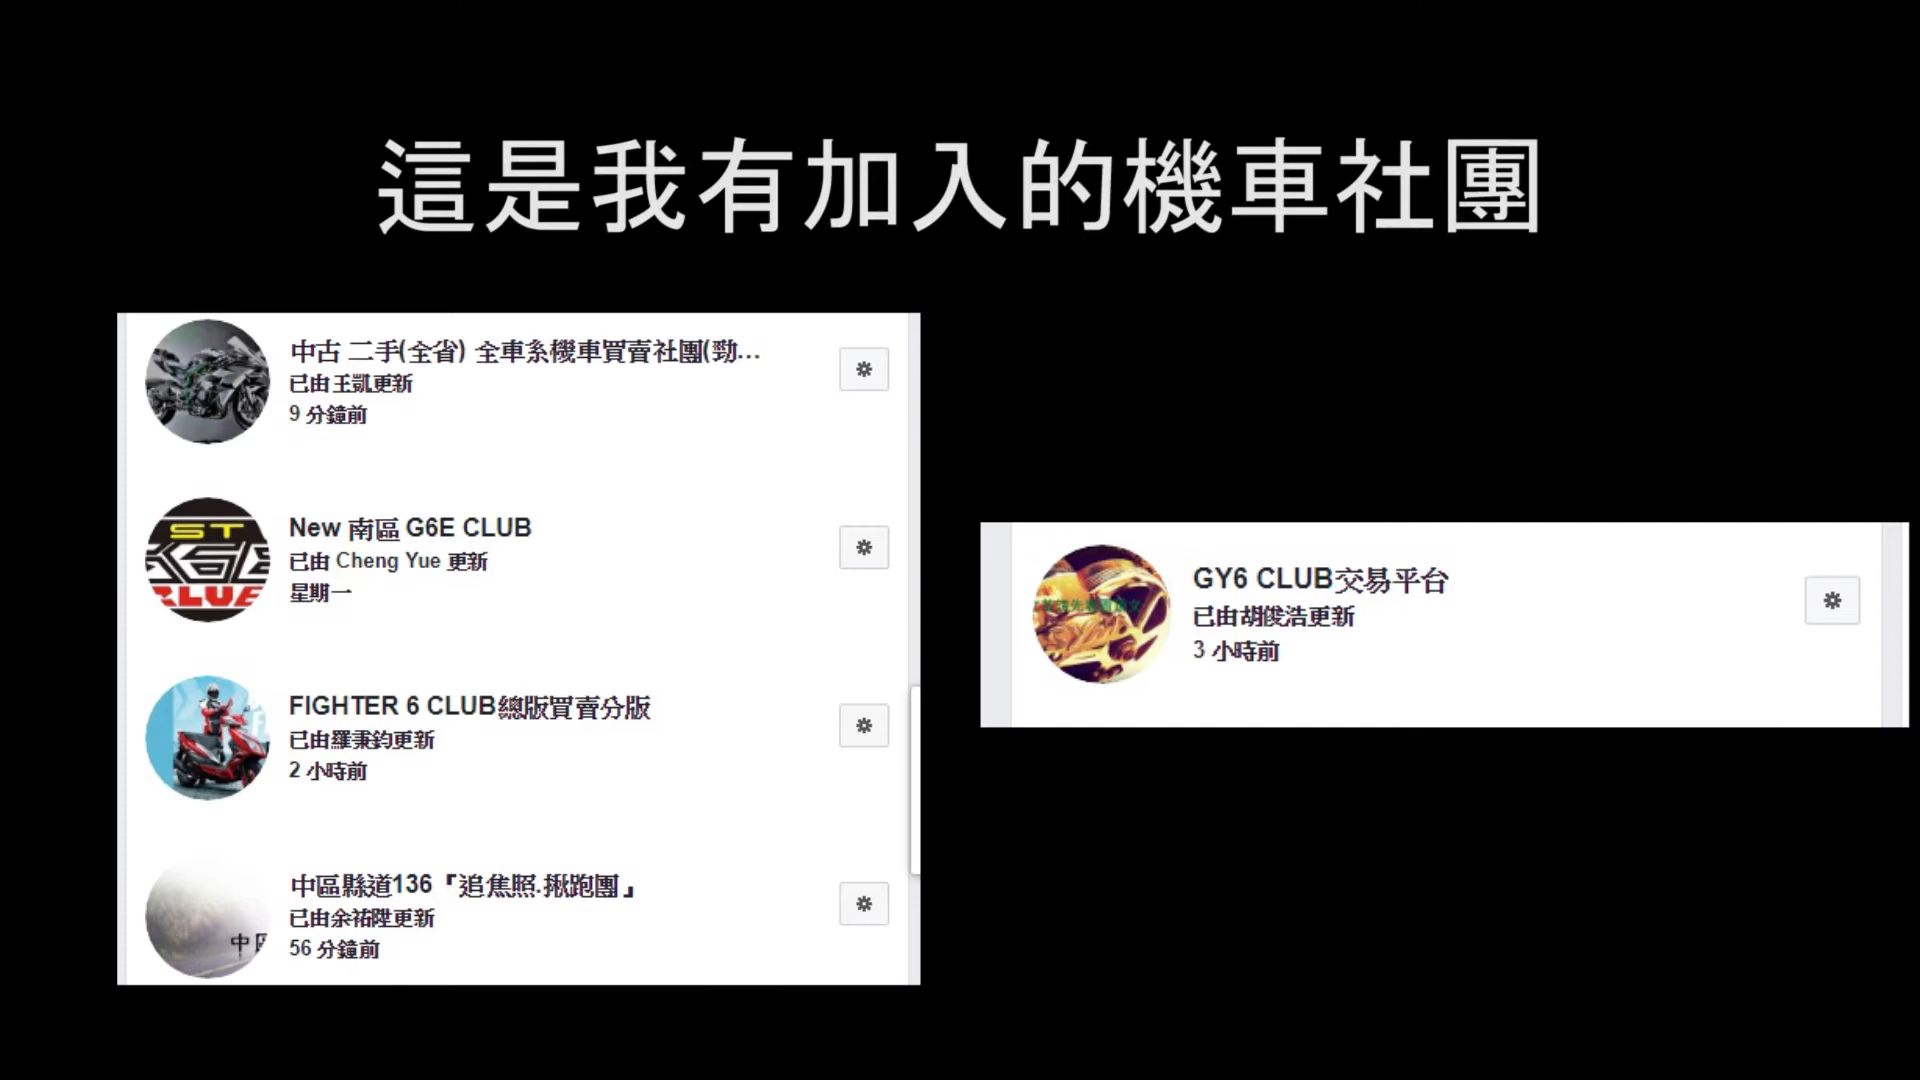 這是我有加入的機車社團
中古 二手(全省) 全車系機車買賣社團(勁...
已由王凱更新
9 分鐘前
ST
New 南區 G6E CLUB
已由 Cheng Yue 更新
星期一
FIGHTER 6 CLUB總版買賣分版
已由羅秉鈞更新
2 小時前
中區縣道136『追焦照.揪跑團』
已由余祐陞更新
56 分鐘前
GY6 CLUB交易平台
已由胡俊浩更新
3 小時前